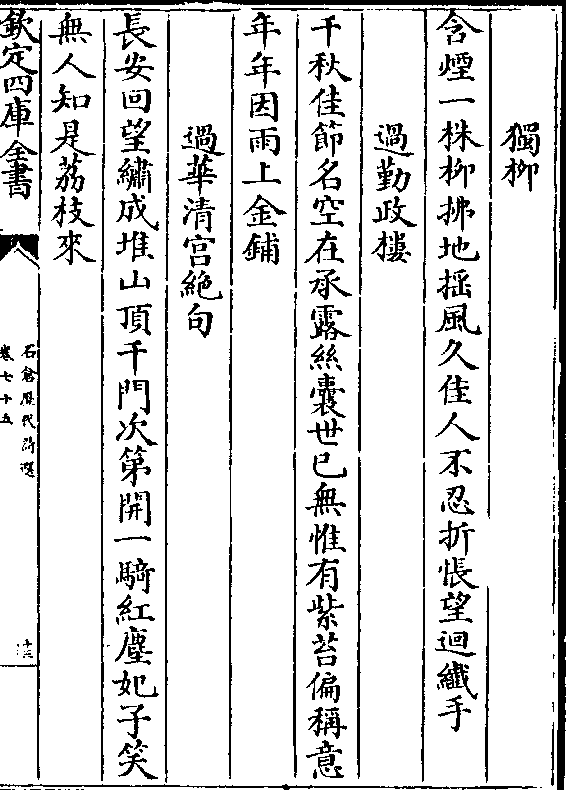 獨柳
含煙一株柳拂地揺風久佳人不忍折悵望迴纎手
過勤政樓
千秋佳節名空在承露絲囊世已無惟有紫苔偏稱意
年年因雨上金鋪
過華清宫絶句
長安回望繡成堆山頂千門次第開一騎紅塵妃子笑
無人知是荔枝來
欽定四庫全書
石倉歷代詩選
卷七十五
十三